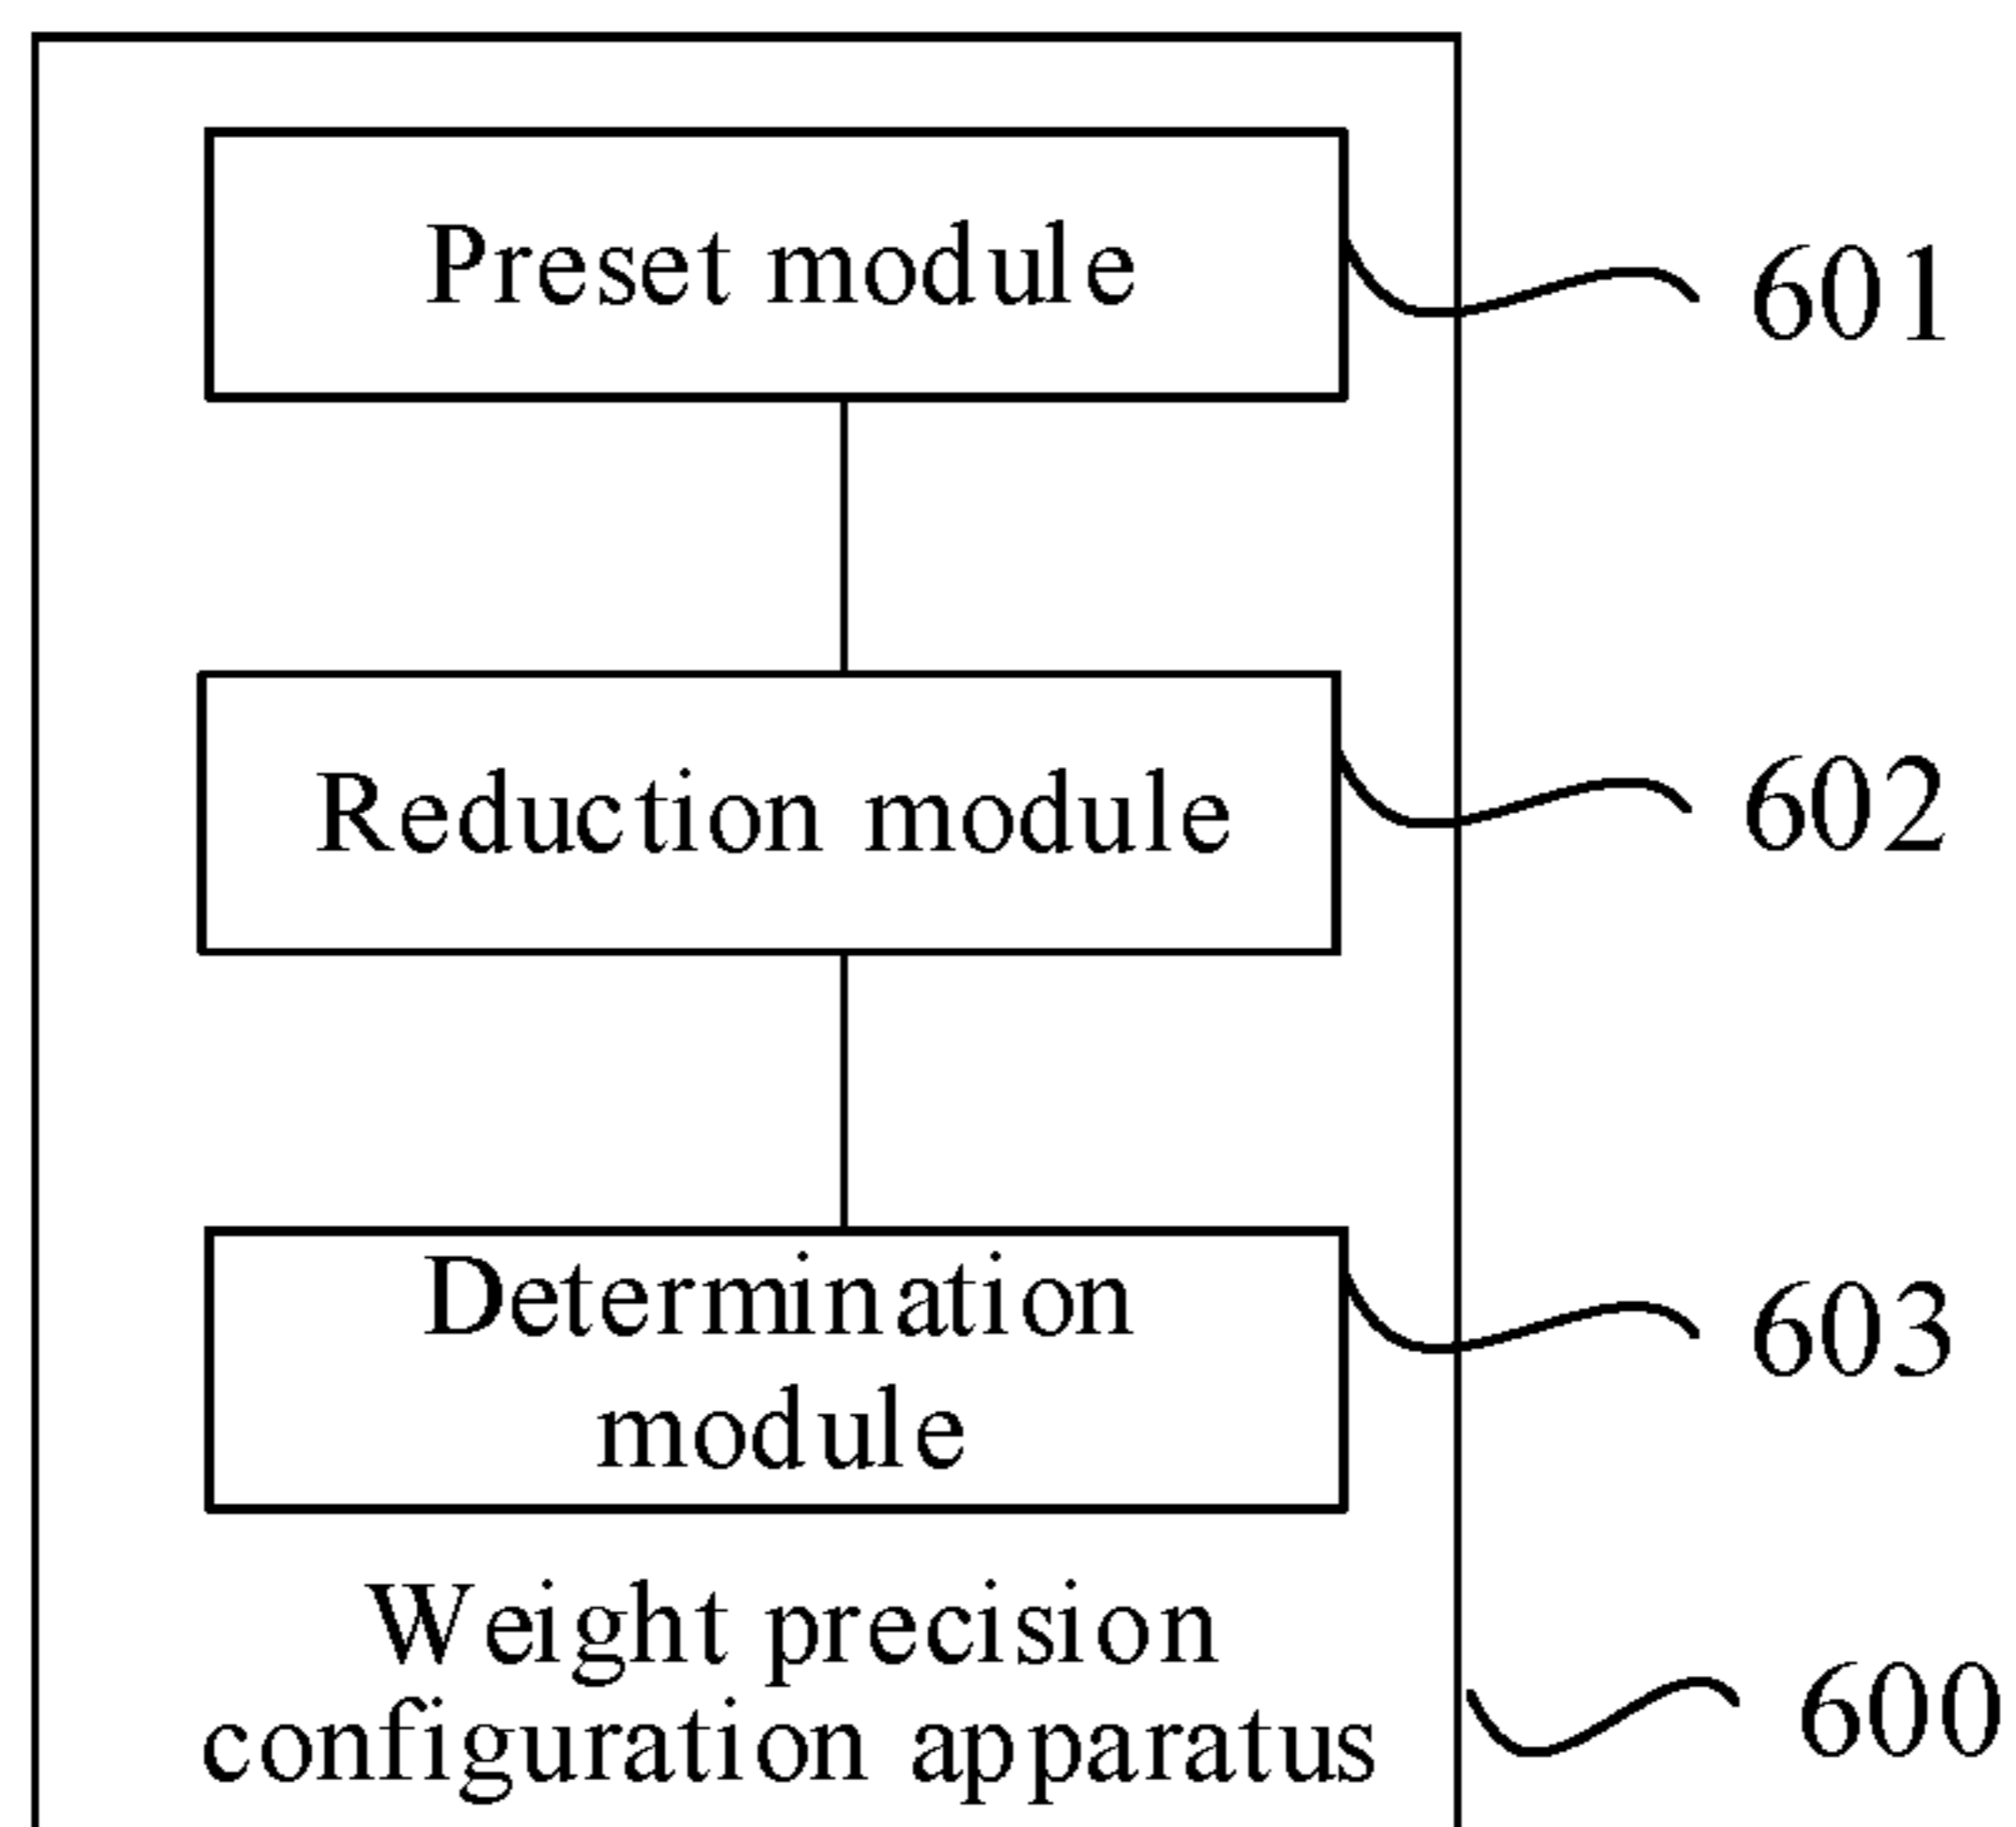 Preset module
601
Reduction module
602
Determination
module
603
Weight precision
configuration apparatus
600